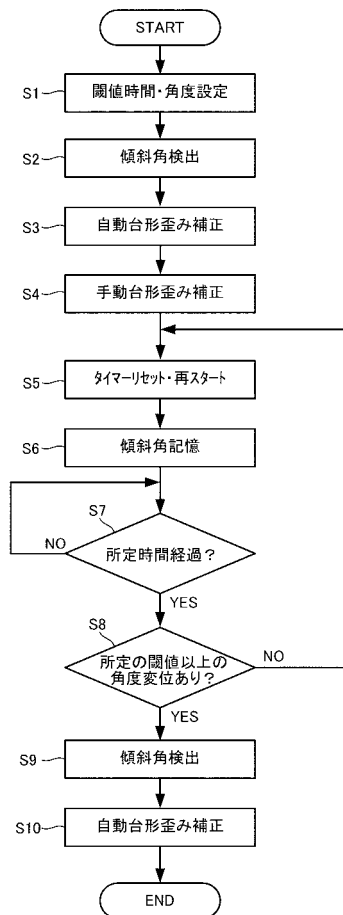 START
S1
閾値時間・角度設定
S2
傾斜角検出
S3
自動台形歪み補正
S4
手動台形歪み補正
S5
タイマーリセット・再スタート
S6
傾斜角記憶
S7
所定時間経過?
NO
YES
S8
所定の閾値以上の
角度変位あり?
NO
YES
S9
傾斜角検出
S10
自動台形歪み補正
END